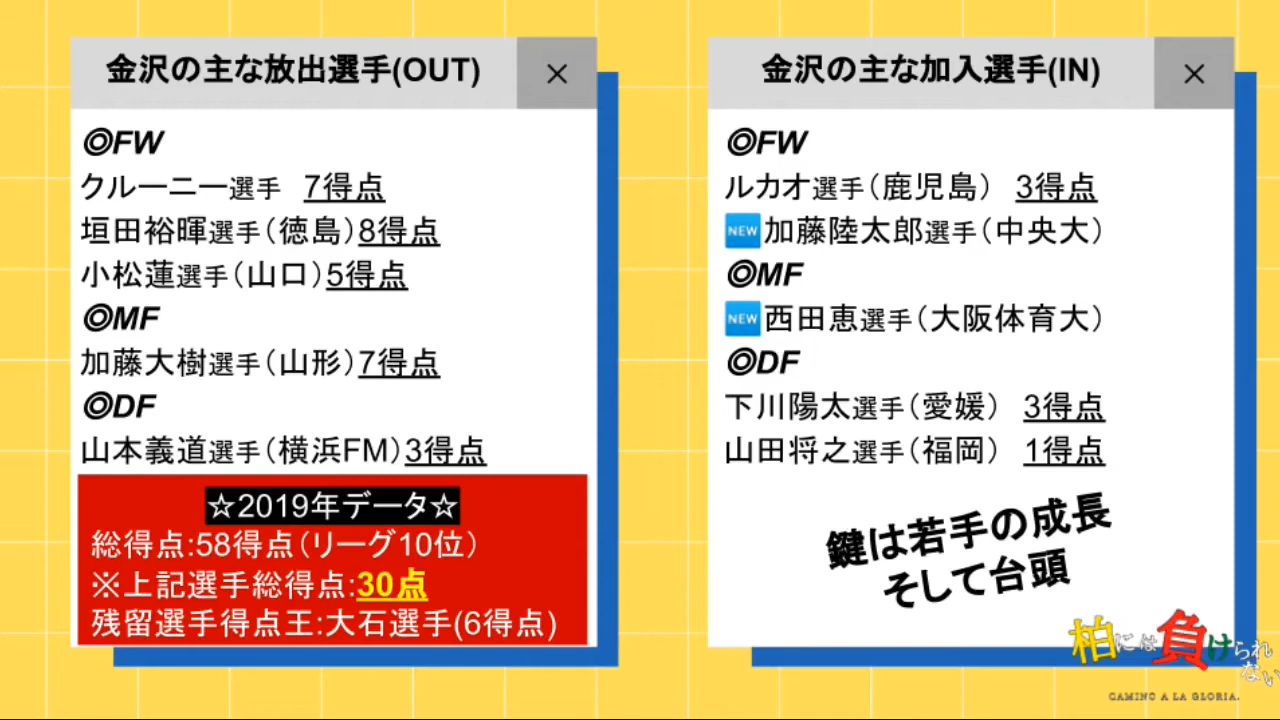 金沢の主な放出選手(OUT)
×
◎FW
クルーニー選手 7得点
垣田裕暉選手(徳島)8得点
小松蓮選手(山口)5得点
◎MF
加藤大樹選手(山形)7得点
◎DF
山本義道選手(横浜FM)3得点
☆2019年データ☆
総得点:58得点(リーグ10位)
※上記選手総得点:30点
残留選手得点王:大石選手(6得点)
金沢の主な加入選手(IN)
×
◎FW
ルカオ選手(鹿児島) 3得点
NEW加藤陸太郎選手(中央大)
◎MF
NEW西田恵選手(大阪体育大)
◎DF
下川陽太選手(愛媛) 3得点
山田将之選手(福岡) 1得点
鍵は若手の成長
そして台頭
柏には負けられない
CAMINO A LA GLORIA.